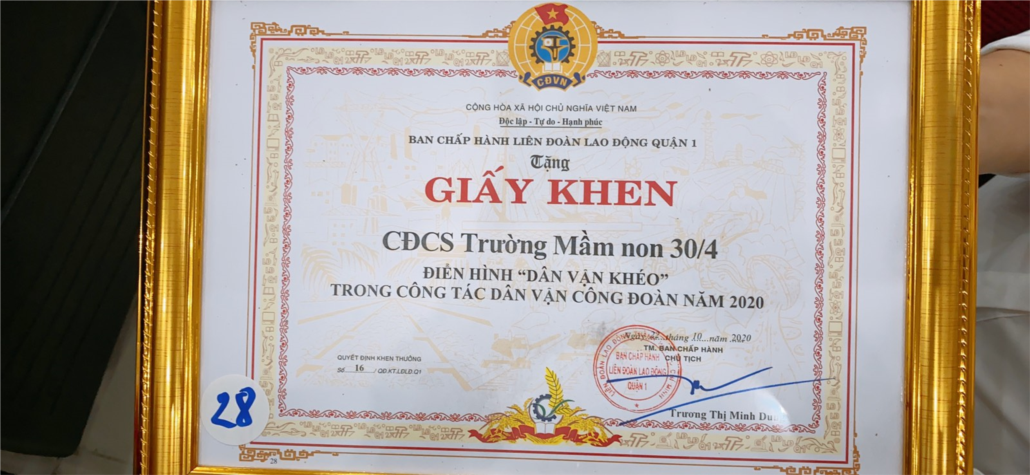 CĐVN
CỘNG HÒA XÃ HỘI CHỦ NGHĨA VIỆT NAM
Độc lập - Tự do - Hạnh phúc
BAN CHẤP HÀNH LIÊN ĐOÀN LAO ĐỘNG QUẬN 1
Tặng
GIẤY KHEN
CĐCS Trường Mầm non 30/4
ĐIỂN HÌNH “DÂN VẬN KHÉO”
TRONG CÔNG TÁC DÂN VẬN CÔNG ĐOÀN NĂM 2020
Ngày tháng 10 năm 2020
TM. BAN CHẤP HÀNH
CHỦ TỊCH
BAN CHẤP HÀNH
LIÊN ĐOÀN LAO ĐỘNG
QUẬN 1
QUYẾT ĐỊNH KHEN THƯỞNG
Số 16 / QĐ.KT.LĐLĐ.Q1
Trương Thị Minh
28
28